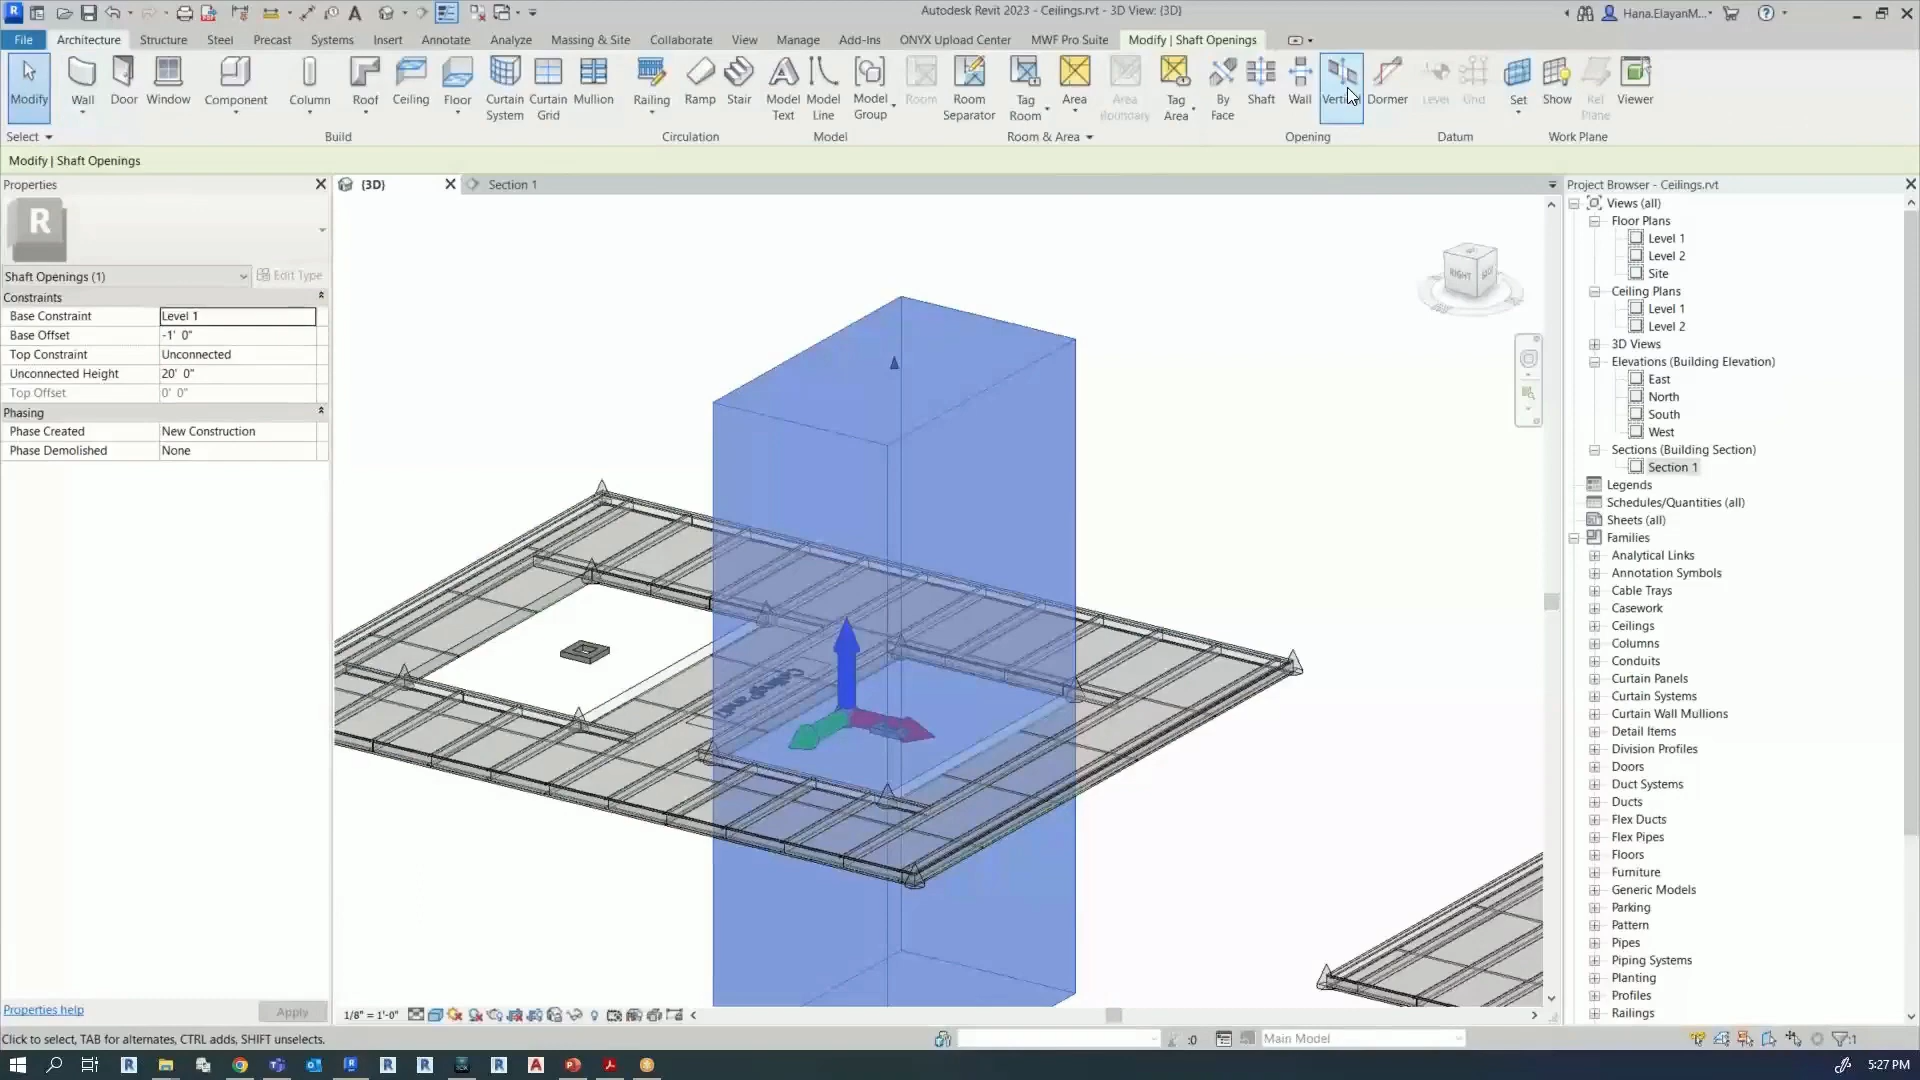 Autodesk Revit 2023 - Ceilings.rvt - 3D View: {3D}
Hana.ElayanM...
File Architecture Structure Steel Precast Systems Insert Annotate Analyze Massing & Site Collaborate View Manage Add-Ins ONYX Upload Center MWF Pro Suite Modify | Shaft Openings
Modify Wall Door Window Component Column Roof Ceiling Floor Curtain System Curtain Grid Mullion Railing Ramp Stair Model Text Model Line Model Group Room Room Separator Tag Room Area Area Boundary Tag Area By Face Shaft Wall Dormer Level Grid Set Show Ref Plane Viewer
Select Build Circulation Model Room & Area Opening Datum Work Plane
Modify | Shaft Openings
Properties
{3D} Section 1
Project Browser - Ceilings.rvt
R
Shaft Openings (1) Edit Type
Constraints
Base Constraint Level 1
Base Offset -1' 0"
Top Constraint Unconnected
Unconnected Height 20' 0"
Top Offset 0' 0"
Phasing
Phase Created New Construction
Phase Demolished None
Properties help Apply
RIGHT
Views (all)
Floor Plans
Level 1
Level 2
Site
Ceiling Plans
Level 1
Level 2
3D Views
Elevations (Building Elevation)
East
North
South
West
Sections (Building Section)
Section 1
Legends
Schedules/Quantities (all)
Sheets (all)
Families
Analytical Links
Annotation Symbols
Cable Trays
Casework
Ceilings
Columns
Conduits
Curtain Panels
Curtain Systems
Curtain Wall Mullions
Detail Items
Division Profiles
Doors
Duct Systems
Ducts
Flex Ducts
Flex Pipes
Floors
Furniture
Generic Models
Parking
Pattern
Pipes
Piping Systems
Planting
Profiles
Railings
1/8" = 1'-0"
Click to select, TAB for alternates, CTRL adds, SHIFT unselects.
:0 Main Model :1
5:27 PM